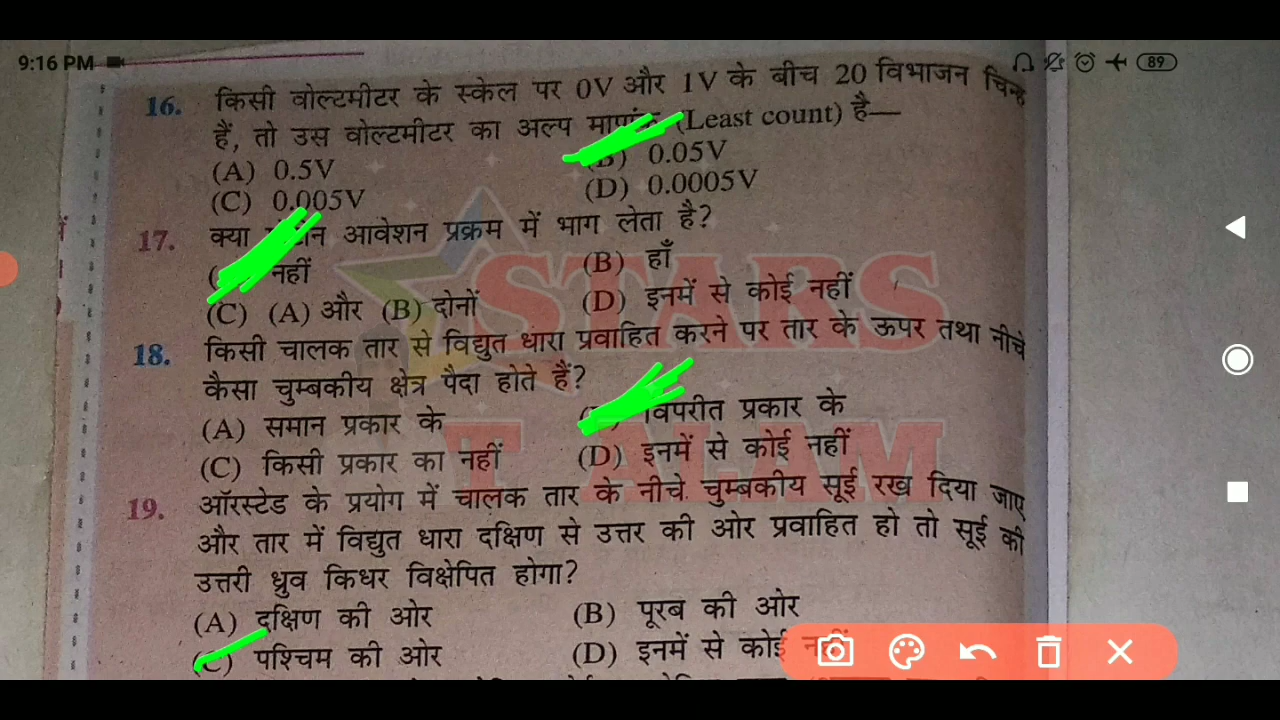 9:16 PM
89
16. किसी वोल्टमीटर के स्केल पर 0V और 1V के बीच 20 विभाजन चिन्ह
हैं, तो उस वोल्टमीटर का अल्प (Least count) है—
(A) 0.5V (B) 0.05V
(C) 0.005V (D) 0.0005V
17. क्या आवेशन प्रक्रम में भाग लेता है?
नहीं (B) हाँ
(C) (A) और (B) दोनों (D) इनमें से कोई नहीं
18. किसी चालक तार से विद्युत धारा प्रवाहित करने पर तार के ऊपर तथा नीचे
कैसा चुम्बकीय क्षेत्र पैदा होते हैं?
(A) समान प्रकार के विपरीत प्रकार के
(C) किसी प्रकार का नहीं (D) इनमें से कोई नहीं
19. ऑरस्टेड के प्रयोग में चालक तार के नीचे चुम्बकीय सूई रख दिया जाए
और तार में विद्युत धारा दक्षिण से उत्तर की ओर प्रवाहित हो तो सूई की
उत्तरी ध्रुव किधर विक्षेपित होगा?
(A) दक्षिण की ओर (B) पूरब की ओर
(C) पश्चिम की ओर (D) इनमें से कोई नहीं
STARS
T ALAM